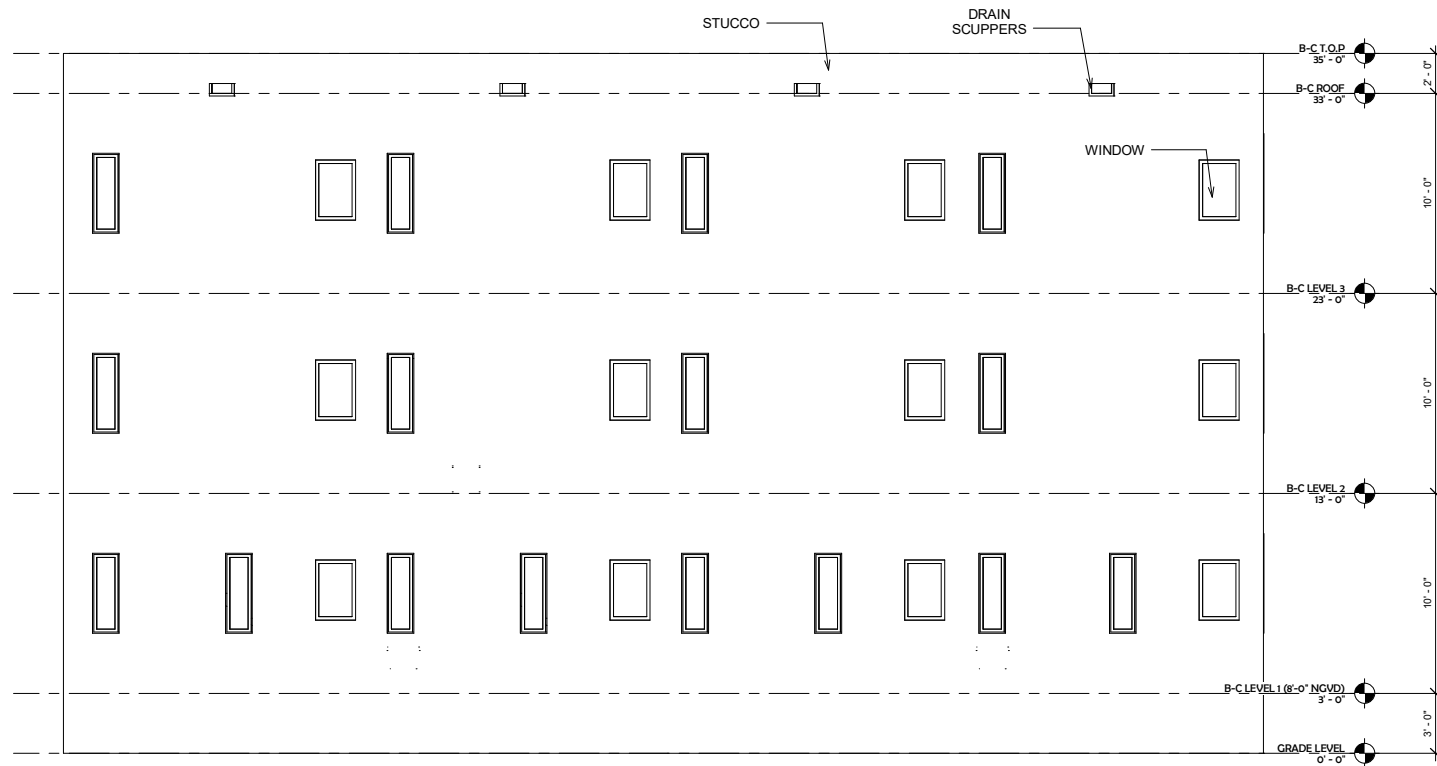 STUCCO
DRAIN
SCUPPERS
B-C T.O.P
35' - 0"
2' - 0"
B-C ROOF
33' - 0"
WINDOW
10' - 0"
B-C LEVEL 3
23' - 0"
10' - 0"
B-C LEVEL 2
13' - 0"
10' - 0"
B-C LEVEL 1 (8'-0" NGVD)
3' - 0"
3' - 0"
GRADE LEVEL
0' - 0"